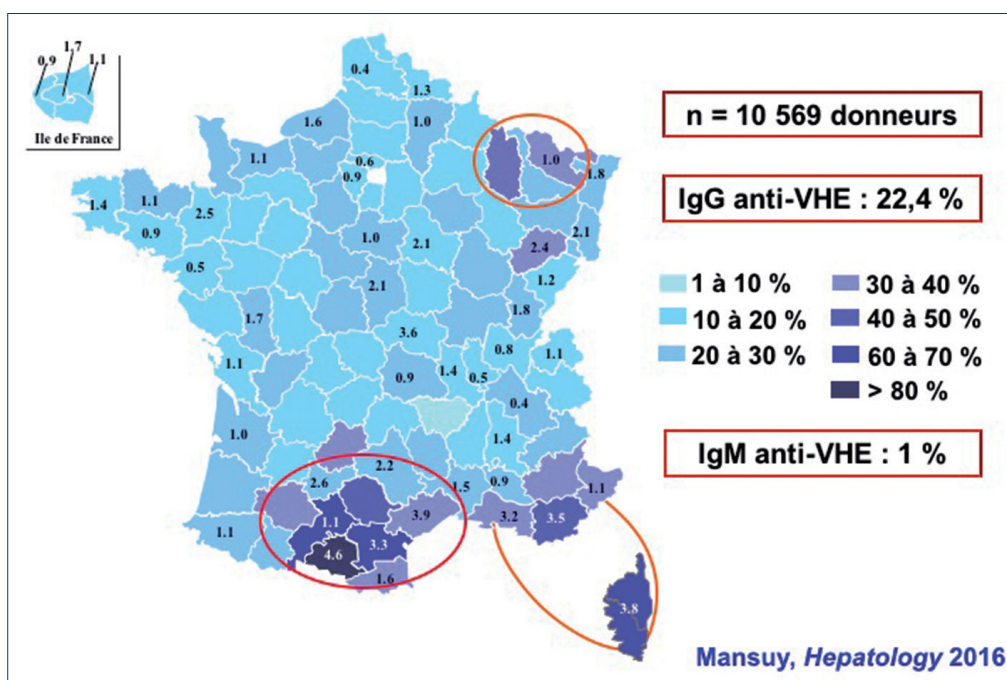 1,7
0,9 1,1
Ile de France
0.4
1.3
1.6 1.0
1.1 0.6
0.9
1.0
1.8
1.4 1.1 2.5
0.9
0.5
1.0 2.1
2.4 2.1
1.2
2.1
1.7 1.8
3.6
1.1 0.8 1.1
0.9 1.4 0.5
0.4
1.0 1.4
2.2
2.6 1.5 0.9 1.1
1.1 3.9 3.2 3.5
1.1 4.6 3.3
1.6
3.8
n = 10 569 donneurs
IgG anti-VHE : 22,4 %
1 à 10 %
10 à 20 %
20 à 30 %
30 à 40 %
40 à 50 %
60 à 70 %
> 80 %
IgM anti-VHE : 1 %
Mansuy, Hepatology 2016